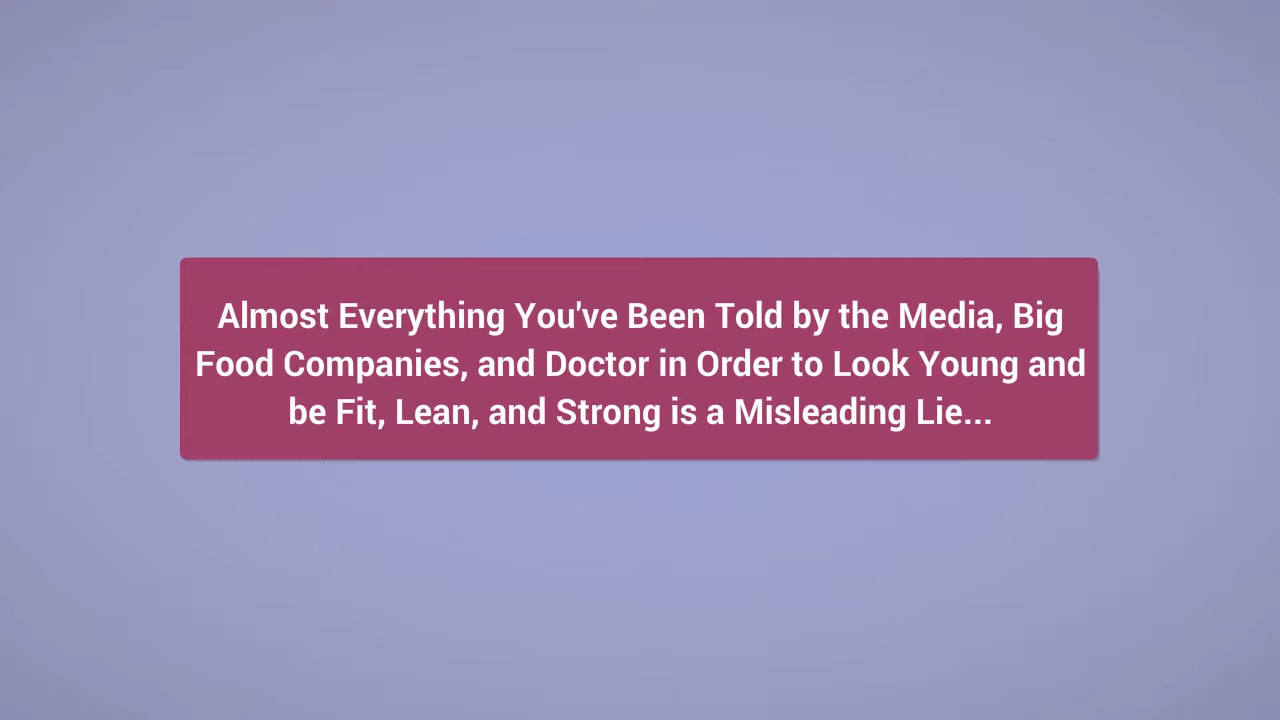 Almost Everything You've Been Told by the Media, Big
Food Companies, and Doctor in Order to Look Young and
be Fit, Lean, and Strong is a Misleading Lie...